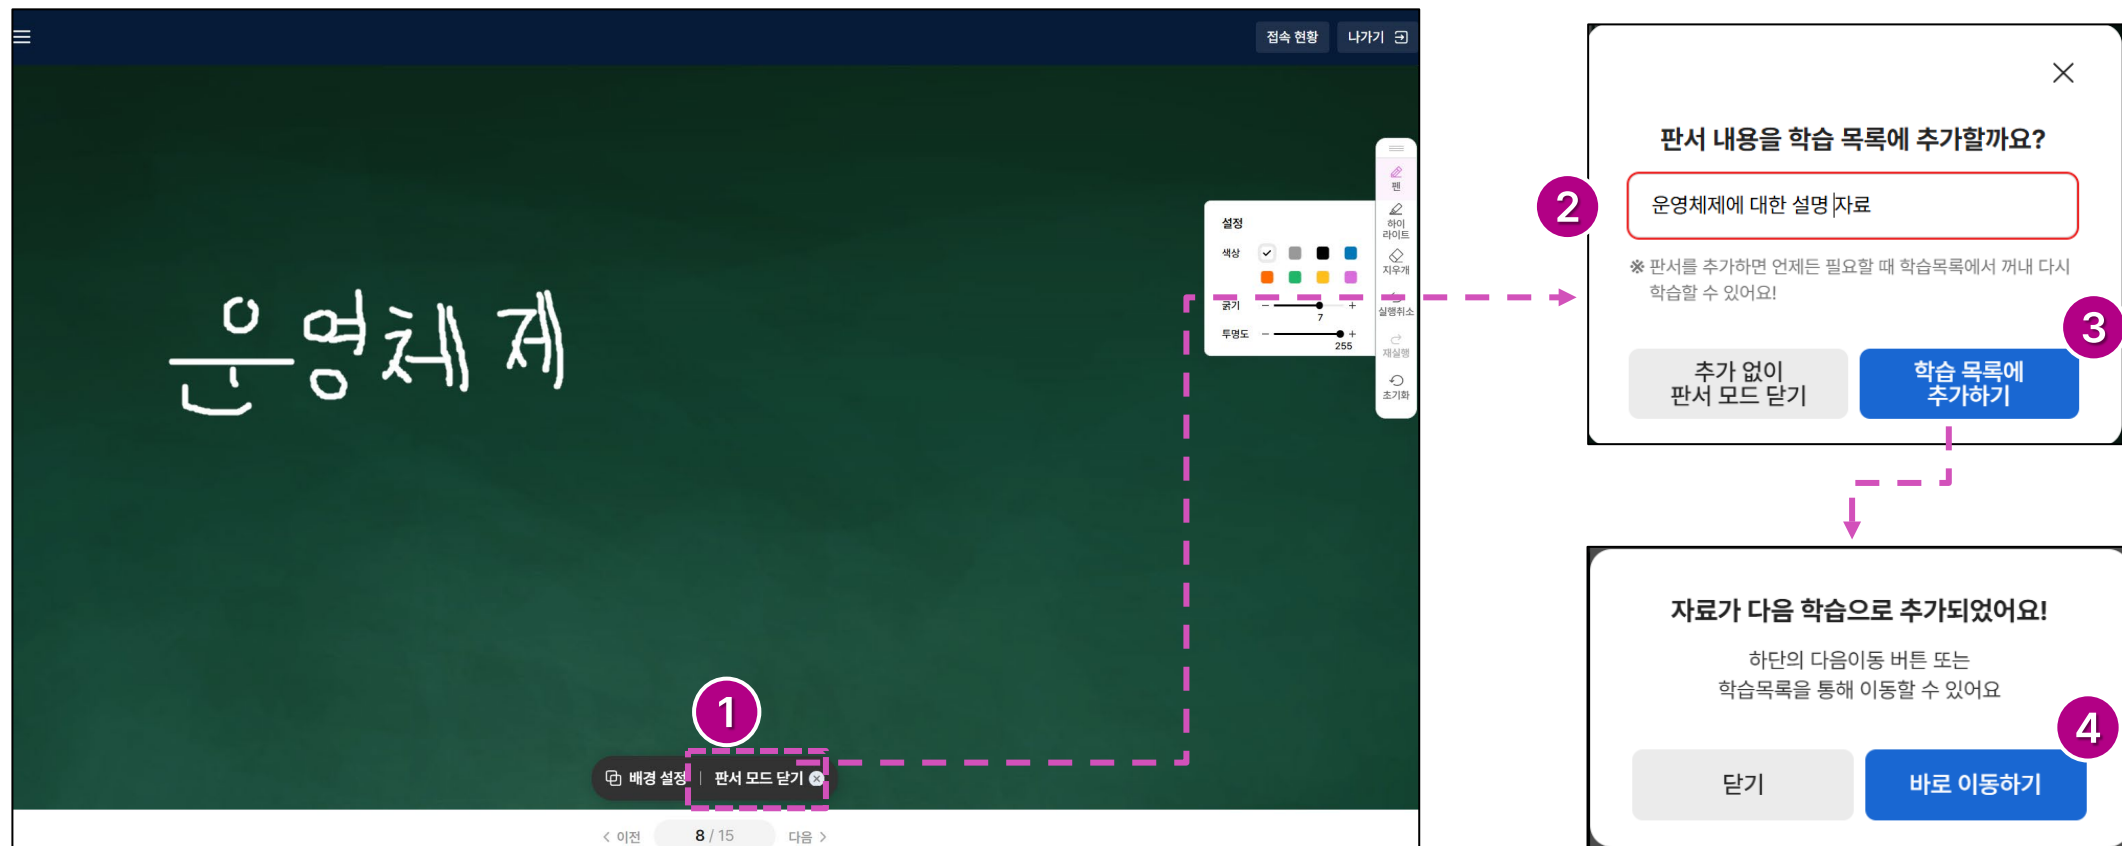 접속 현황
나가기
펜
하이
라이트
지우개
실행취소
재실행
초기화
설정
색상
굵기 − +
7
투명도 − +
255
운영체제
1
배경 설정 | 판서 모드 닫기
< 이전 8 / 15 다음 >
판서 내용을 학습 목록에 추가할까요?
2
운영체제에 대한 설명 자료
※ 판서를 추가하면 언제든 필요할 때 학습목록에서 꺼내 다시
학습할 수 있어요!
3
추가 없이
판서 모드 닫기
학습 목록에
추가하기
자료가 다음 학습으로 추가되었어요!
하단의 다음이동 버튼 또는
학습목록을 통해 이동할 수 있어요
4
닫기
바로 이동하기